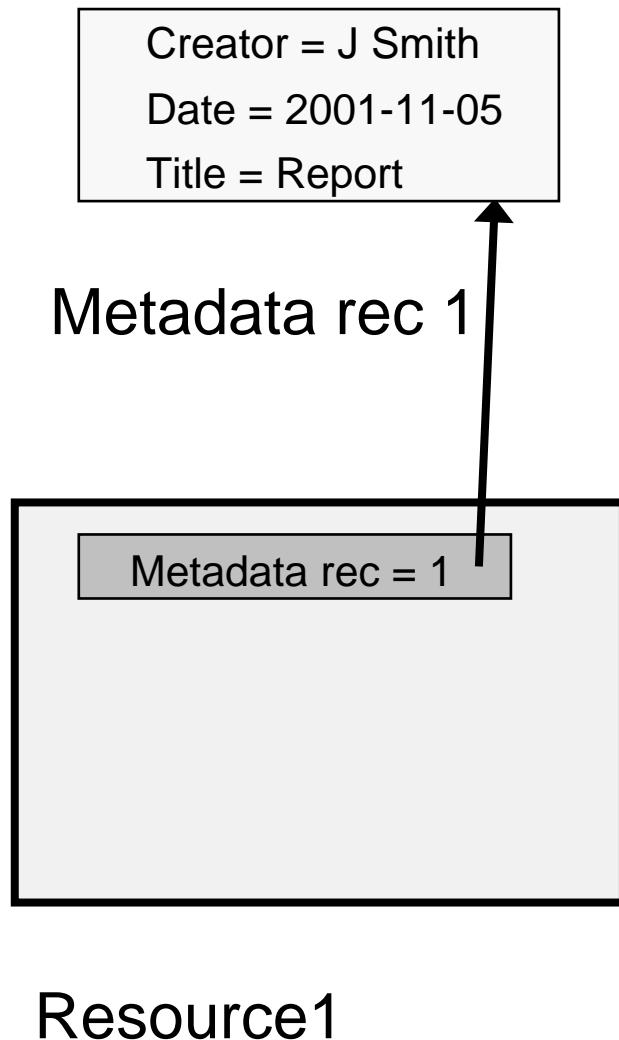 Creator = J Smith
Date = 2001-11-05
Title = Report
Metadata rec 1
Metadata rec = 1
Resource1